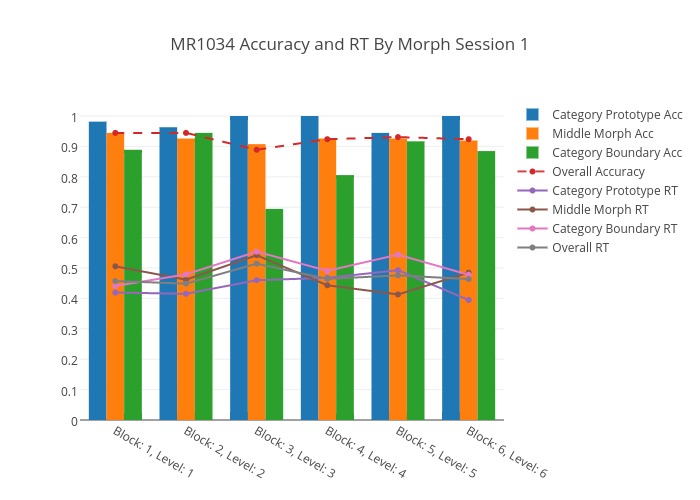 MR1034 Accuracy and RT By Morph Session 1
1
0.9
0.8
0.7
0.6
0.5
0.4
0.3
0.2
0.1
0
Block: 1, Level: 1
Block: 2, Level: 2
Block: 3, Level: 3
Block: 4, Level: 4
Block: 5, Level: 5
Block: 6, Level: 6
Category Prototype Acc
Middle Morph Acc
Category Boundary Acc
Overall Accuracy
Category Prototype RT
Middle Morph RT
Category Boundary RT
Overall RT